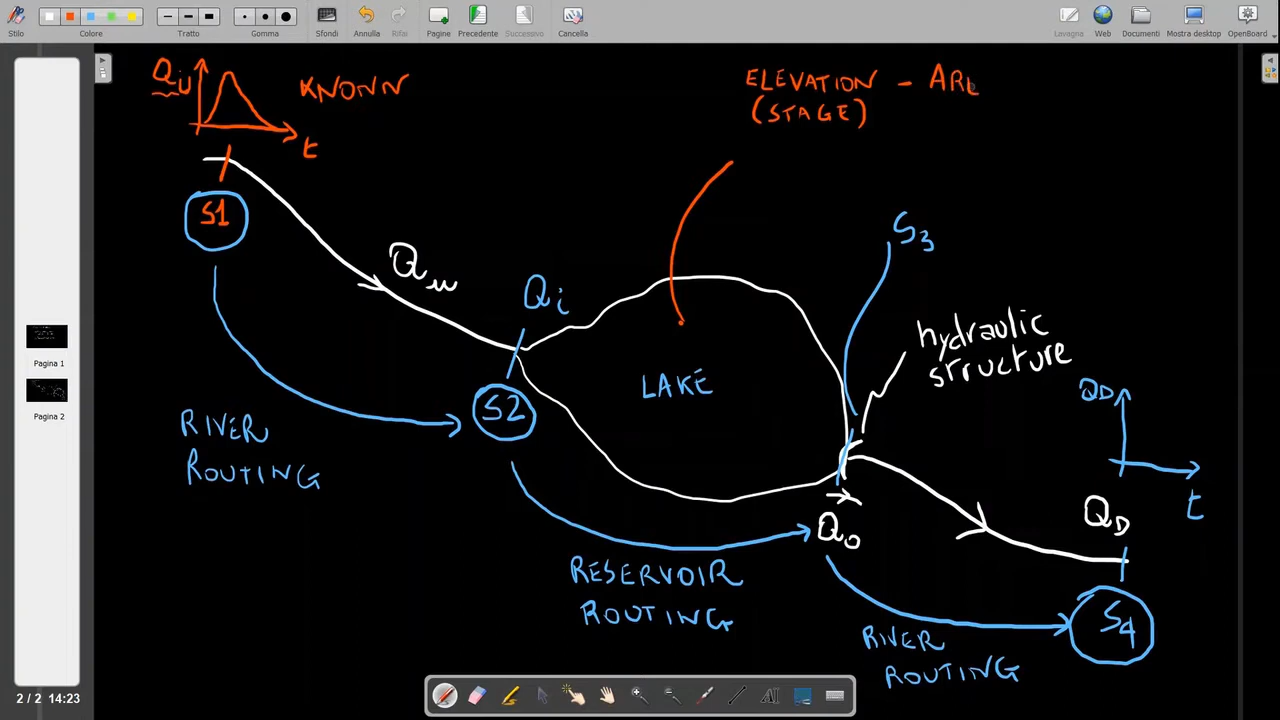 Stilo
Colore
Tratto
Gomma
Sfondi
Annulla
Rifai
Pagine
Precedente
Successivo
Cancella
Lavagna
Web
Documenti
Mostra desktop
OpenBoard
Qu
KNOWN
t
ELEVATION - ARE
(STAGE)
S1
S3
Qu
Qi
hydraulic
structure
LAKE
S2
QD
t
RIVER
ROUTING
Qo
QD
RESERVOIR
ROUTING
S4
RIVER
ROUTING
Pagina 1
Pagina 2
2 / 2 14:23